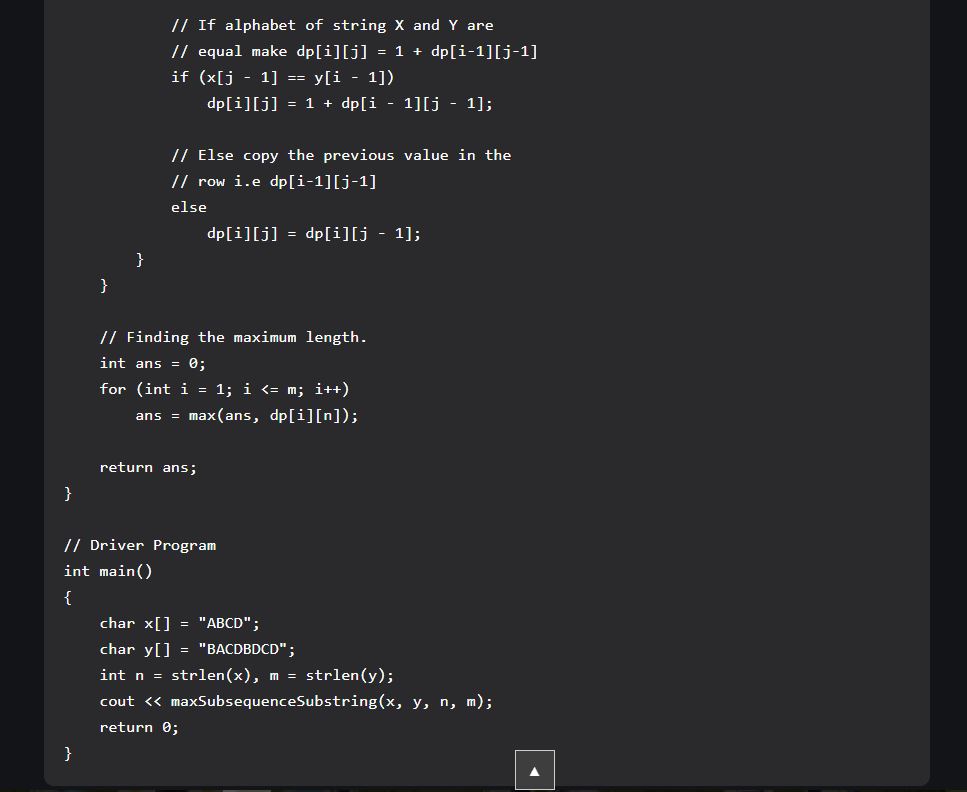 // If alphabet of string X and Y are
// equal make dp[i][j] = 1 + dp[i-1][j-1]
if (x[j - 1] == y[i - 1])
dp[i][j] = 1 + dp[i - 1][j - 1];
// Else copy the previous value in the
// row i.e dp[i-1][j-1]
else
dp[i][j] = dp[i][j - 1];
}
}
// Finding the maximum length.
int ans = 0;
for (int i = 1; i <= m; i++)
ans = max(ans, dp[i][n]);
return ans;
}
// Driver Program
int main()
{
char x[] = "ABCD";
char y[] = "BACDBDCD";
int n = strlen(x), m = strlen(y);
cout << maxSubsequenceSubstring(x, y, n, m);
return 0;
}